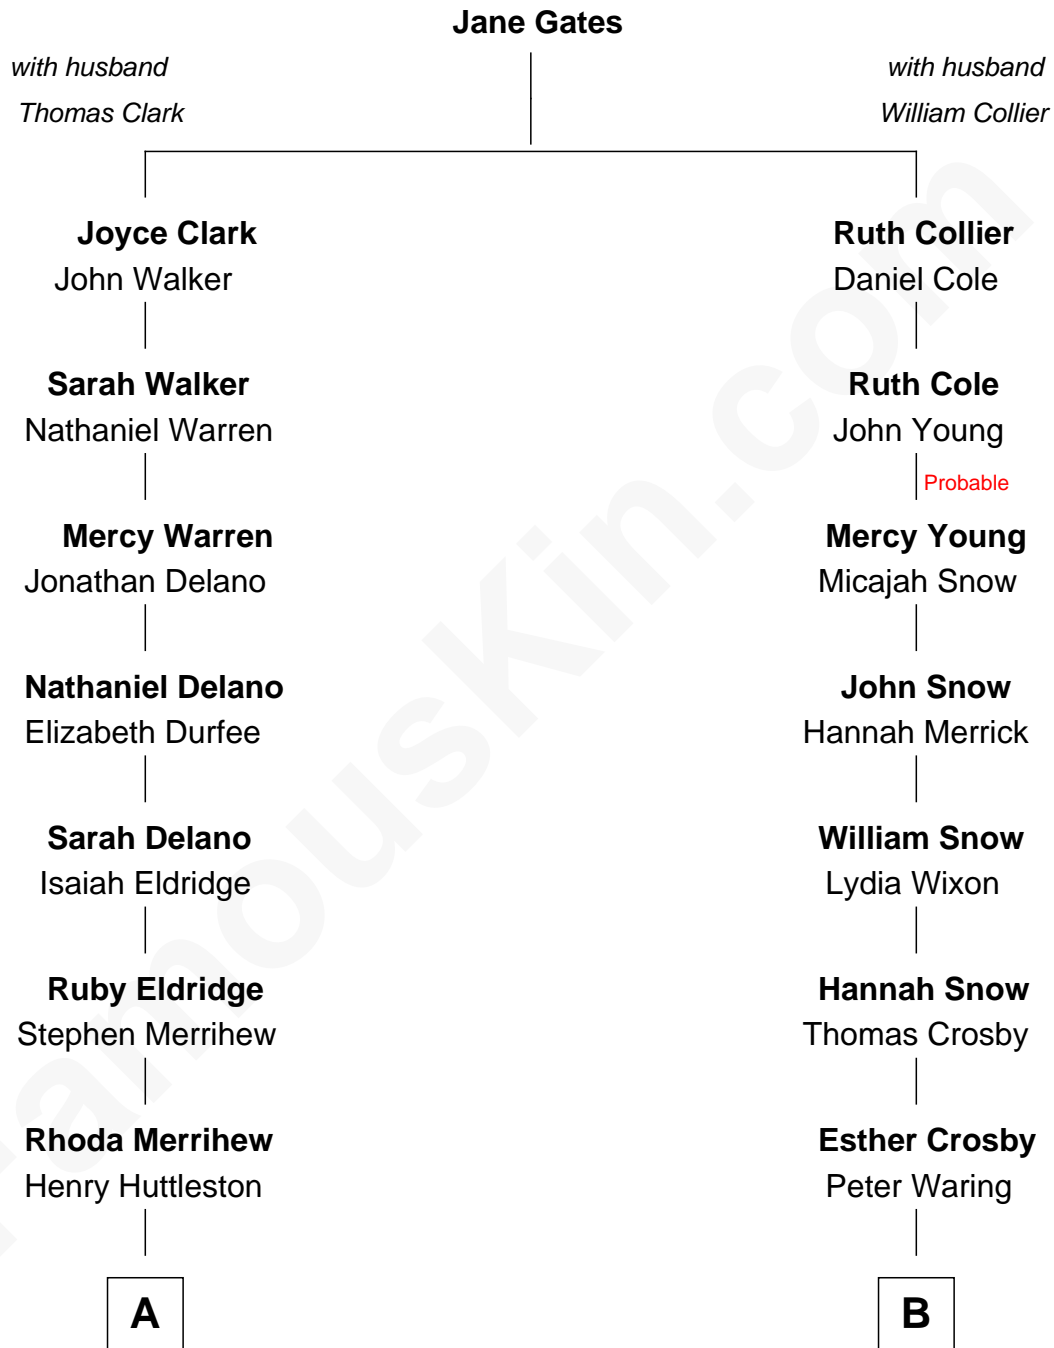 Jane Gates
with husband
Thomas Clark
with husband
William Collier
Joyce Clark
John Walker
Sarah Walker
Nathaniel Warren
Mercy Warren
Jonathan Delano
Nathaniel Delano
Elizabeth Durfee
Sarah Delano
Isaiah Eldridge
Ruby Eldridge
Stephen Merrihew
Rhoda Merrihew
Henry Huttleston
A
Ruth Collier
Daniel Cole
Ruth Cole
John Young
Probable
Mercy Young
Micajah Snow
John Snow
Hannah Merrick
William Snow
Lydia Wixon
Hannah Snow
Thomas Crosby
Esther Crosby
Peter Waring
B
FamousKin.com